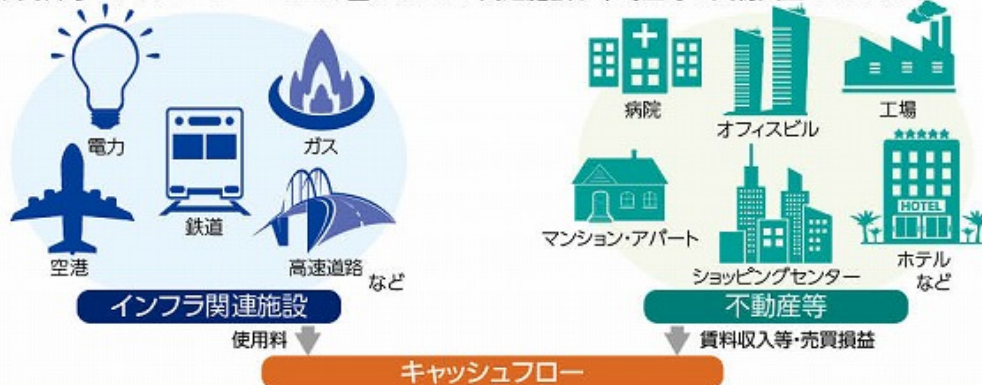 電力
ガス
鉄道
空港
高速道路
など
インフラ関連施設
使用料
病院
オフィスビル
工場
マンション・アパート
ショッピングセンター
HOTEL
ホテル
など
不動産等
賃料収入等・売買損益
キャッシュフロー